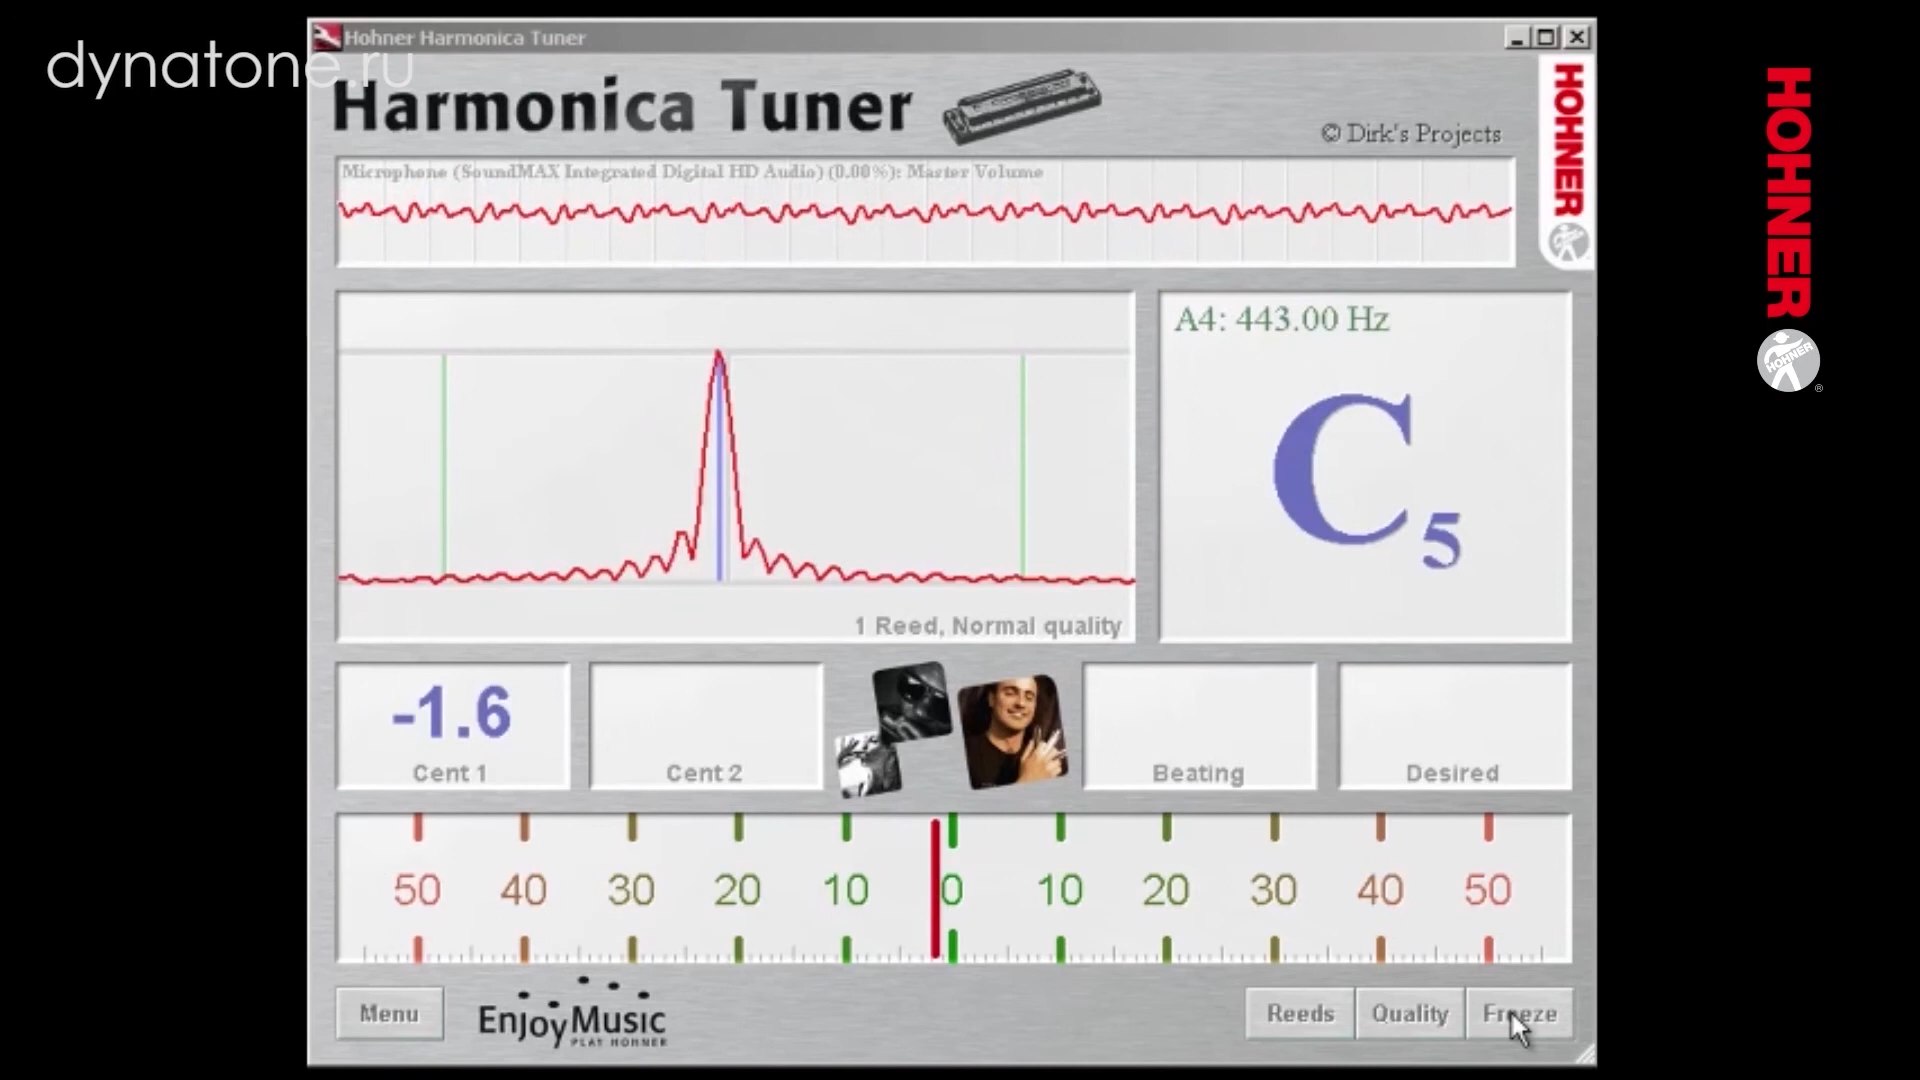 dynatone.ru
Hohner Harmonica Tuner
Harmonica Tuner
© Dirk's Projects
HOHNER
HOHNER
HOHNER
®
Microphone (SoundMAX Integrated Digital HD Audio) (0.00%): Master Volume
A4: 443.00 Hz
C5
1 Reed, Normal quality
-1.6
Cent 1
Cent 2
Beating
Desired
50 40 30 20 10 0 10 20 30 40 50
Menu
EnjoyMusic
PLAY HOHNER
Reeds
Quality
Freeze